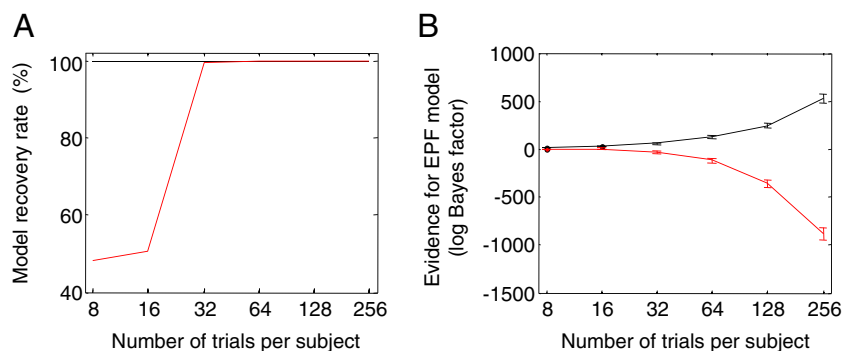 A
Model recovery rate (%)
100
80
60
40
8 16 32 64 128 256
Number of trials per subject
B
Evidence for EPF model
(log Bayes factor)
1000
500
0
-500
-1000
-1500
8 16 32 64 128 256
Number of trials per subject